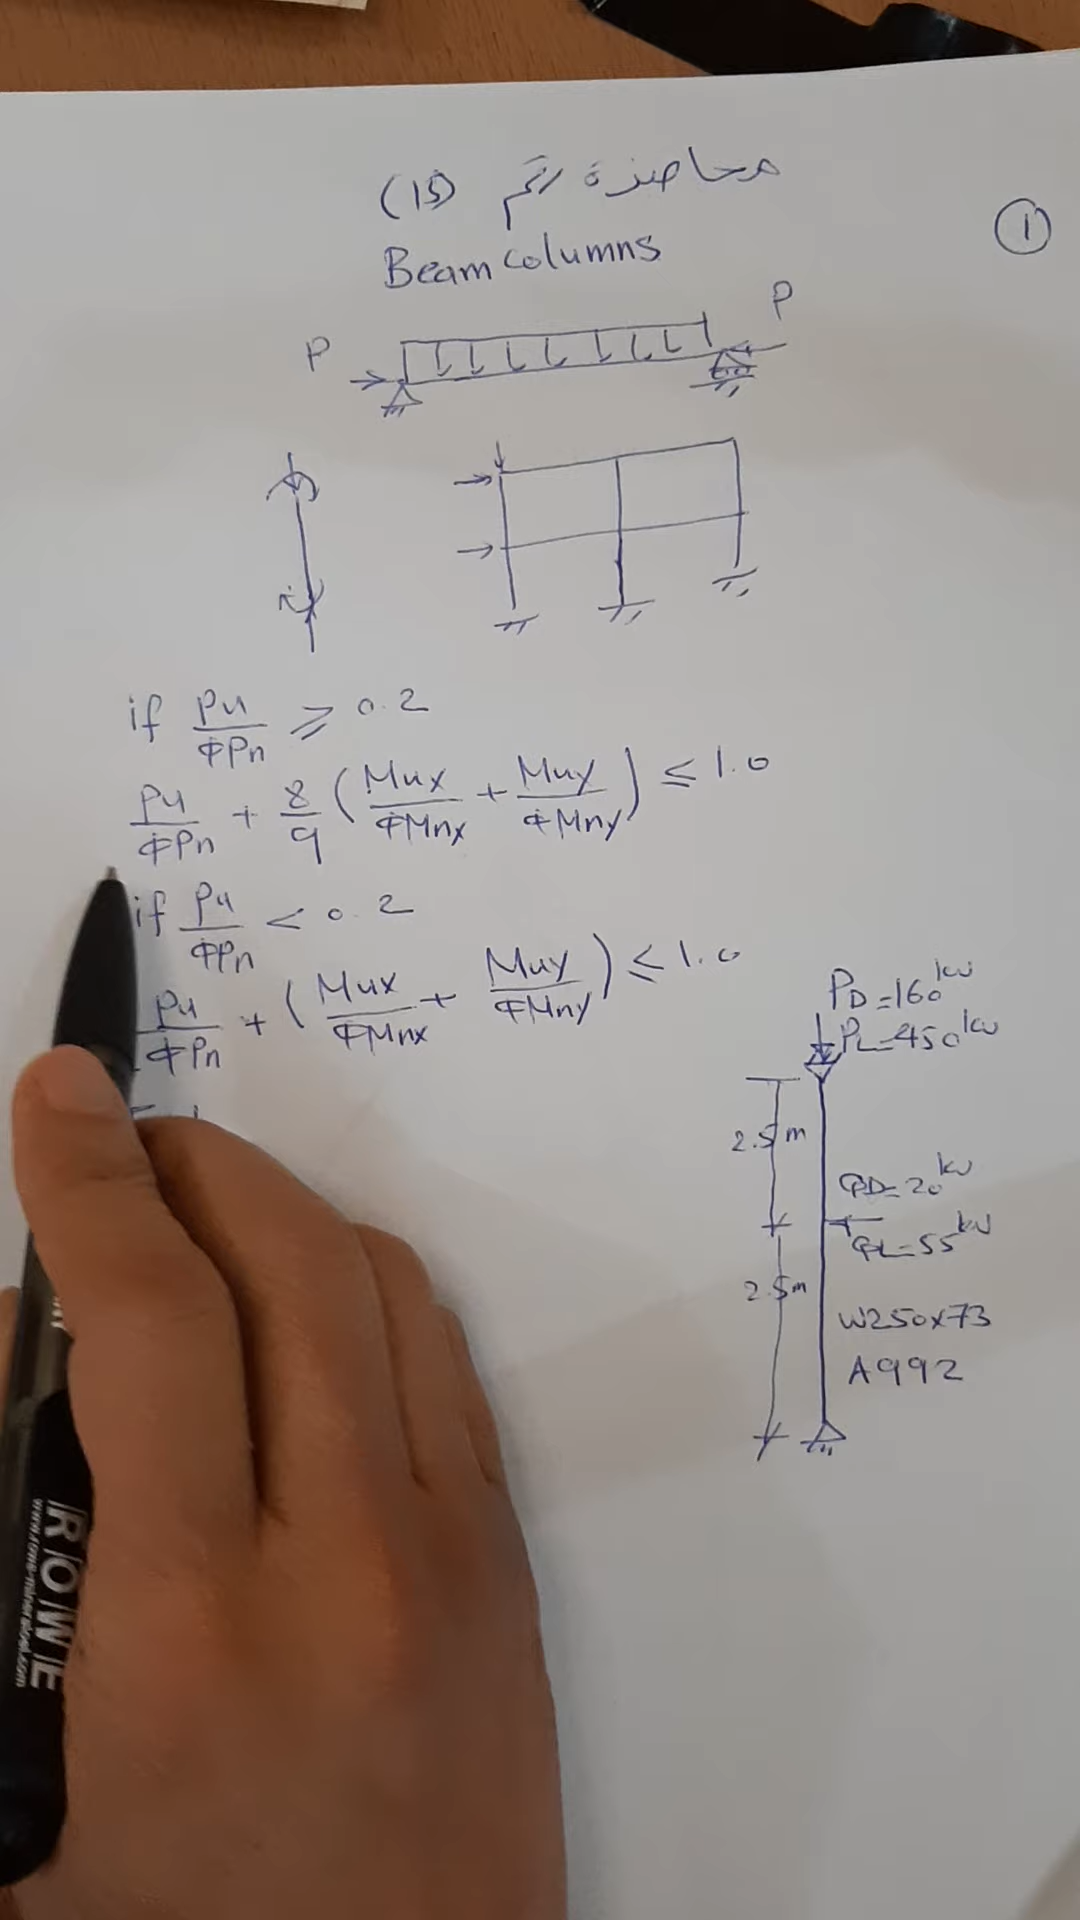 محاضرة رقم (15)
①
Beam columns
P
P
if Pu/ΦPn ≥ 0.2
Pu/ΦPn + 8/9 (Mux/ΦMnx + Muy/ΦMny) ≤ 1.0
if Pu/ΦPn < 0.2
Pu/ΦPn + (Mux/ΦMnx + Muy/ΦMny) ≤ 1.0
PD=160 kN
PL=450 kN
2.5m
QD=20 kN
QL=55 kN
2.5m
W250x73
A992
ROWE